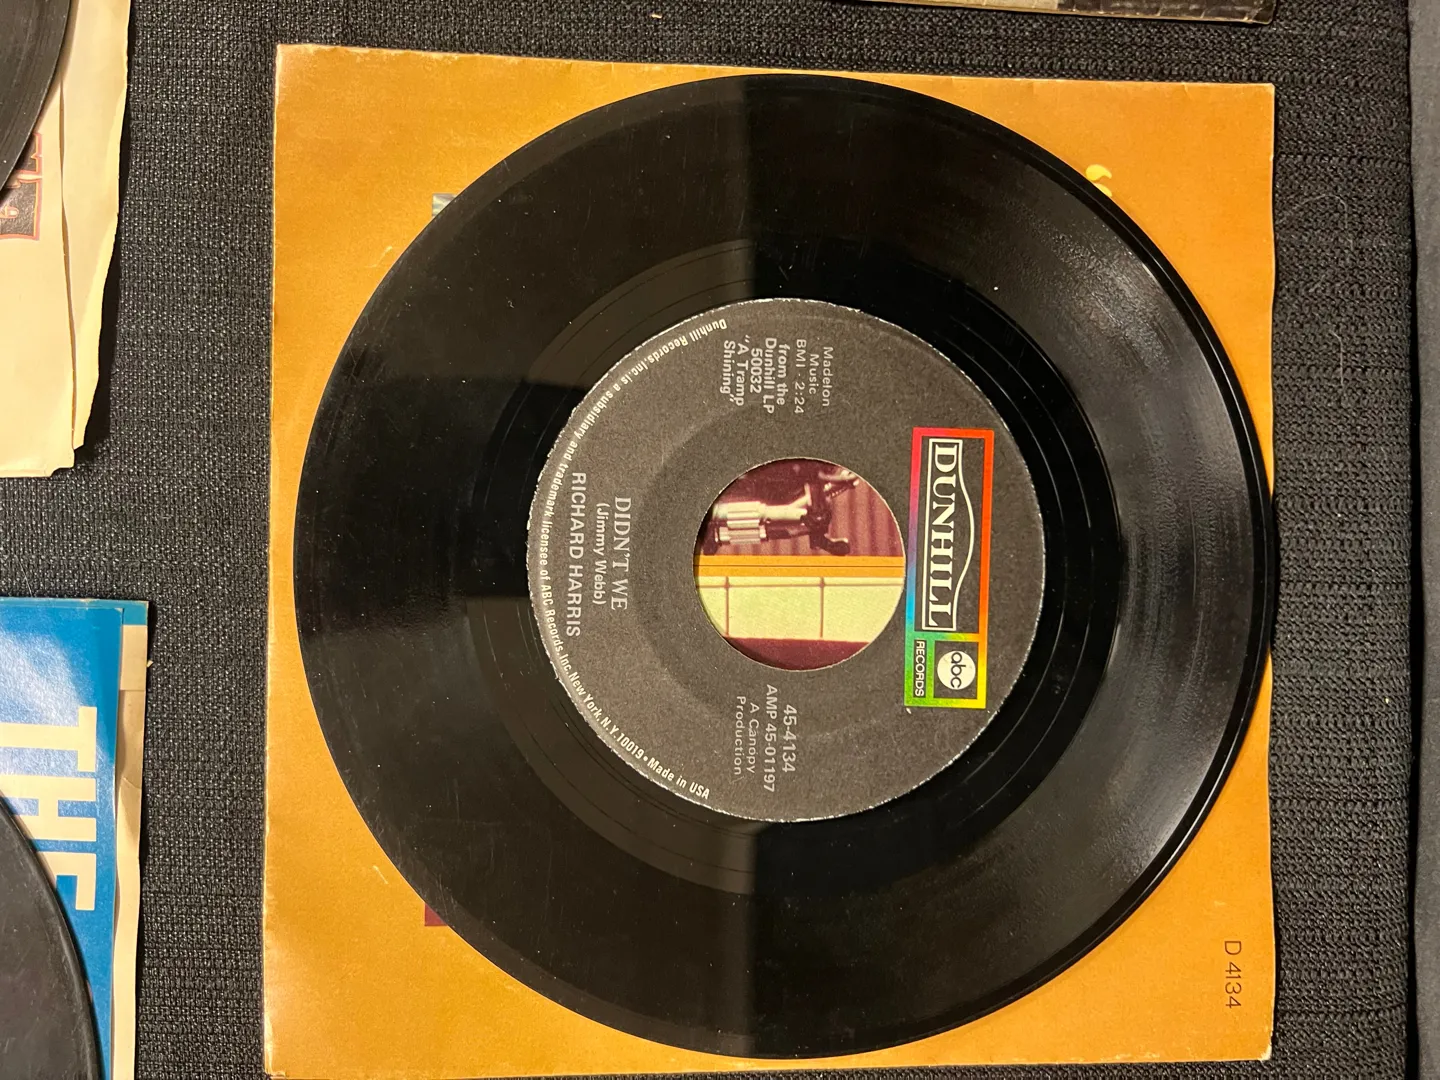 D 4134
DUNHILL
abc
RECORDS
Madelon
Music
BMI - 2:24
from the
Dunhill LP
50032
"A Tramp
Shining"
45-4134
AMP 45-01197
A Canopy
Production
DIDN'T WE
(Jimmy Webb)
RICHARD HARRIS
Dunhill Records, Inc. is a subsidiary and trademark licensee of ABC Records, Inc. New York, N.Y. 10019 • Made in USA
THE